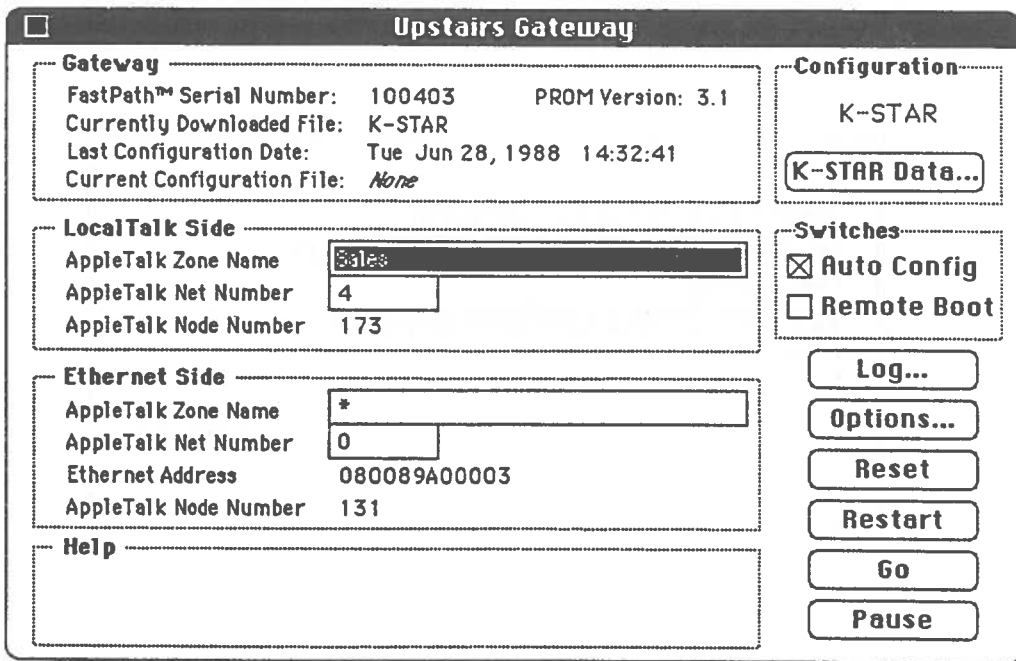 Upstairs Gateway
Gateway
FastPath™ Serial Number: 100403 PROM Version: 3.1
Currently Downloaded File: K-STAR
Last Configuration Date: Tue Jun 28, 1988 14:32:41
Current Configuration File: None
Configuration
K-STAR
K-STAR Data...
LocalTalk Side
AppleTalk Zone Name Sales
AppleTalk Net Number 4
AppleTalk Node Number 173
Switches
Auto Config
Remote Boot
Ethernet Side
AppleTalk Zone Name *
AppleTalk Net Number 0
Ethernet Address 080089A00003
AppleTalk Node Number 131
Help
Log...
Options...
Reset
Restart
Go
Pause